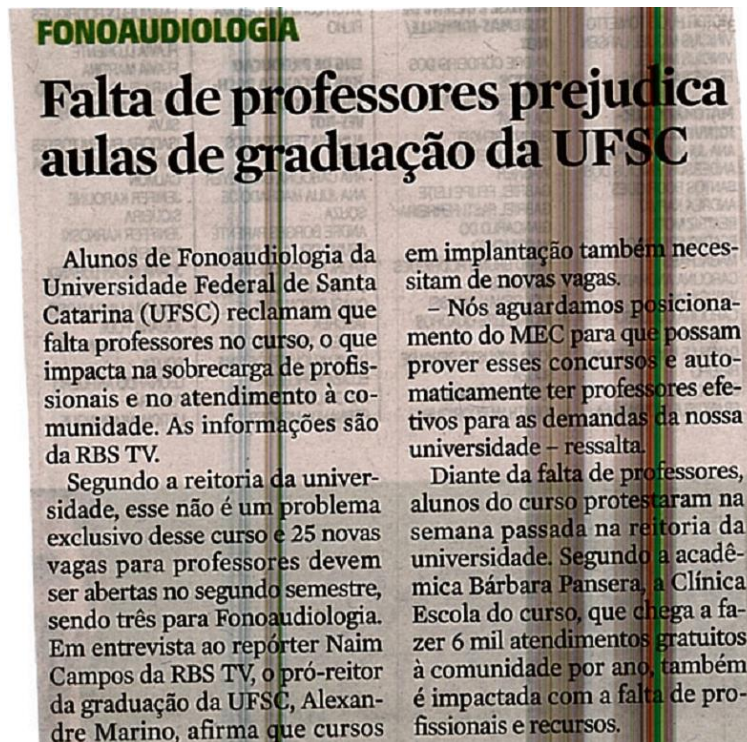 FONOAUDIOLOGIA
Falta de professores prejudica
aulas de graduação da UFSC
Alunos de Fonoaudiologia da
Universidade Federal de Santa
Catarina (UFSC) reclamam que
falta professores no curso, o que
impacta na sobrecarga de profis-
sionais e no atendimento à co-
munidade. As informações são
da RBS TV.
Segundo a reitoria da univer-
sidade, esse não é um problema
exclusivo desse curso e 25 novas
vagas para professores devem
ser abertas no segundo semestre,
sendo três para Fonoaudiologia.
Em entrevista ao repórter Naim
Campos da RBS TV, o pró-reitor
da graduação da UFSC, Alexan-
dre Marino, afirma que cursos
em implantação também neces-
sitam de novas vagas.
– Nós aguardamos posiciona-
mento do MEC para que possam
prover esses concursos e auto-
maticamente ter professores efe-
tivos para as demandas da nossa
universidade – ressalta.
Diante da falta de professores,
alunos do curso protestaram na
semana passada na reitoria da
universidade. Segundo a acadê-
mica Bárbara Pansera, a Clínica
Escola do curso, que chega a fa-
zer 6 mil atendimentos gratuitos
à comunidade por ano, também
é impactada com a falta de pro-
fissionais e recursos.